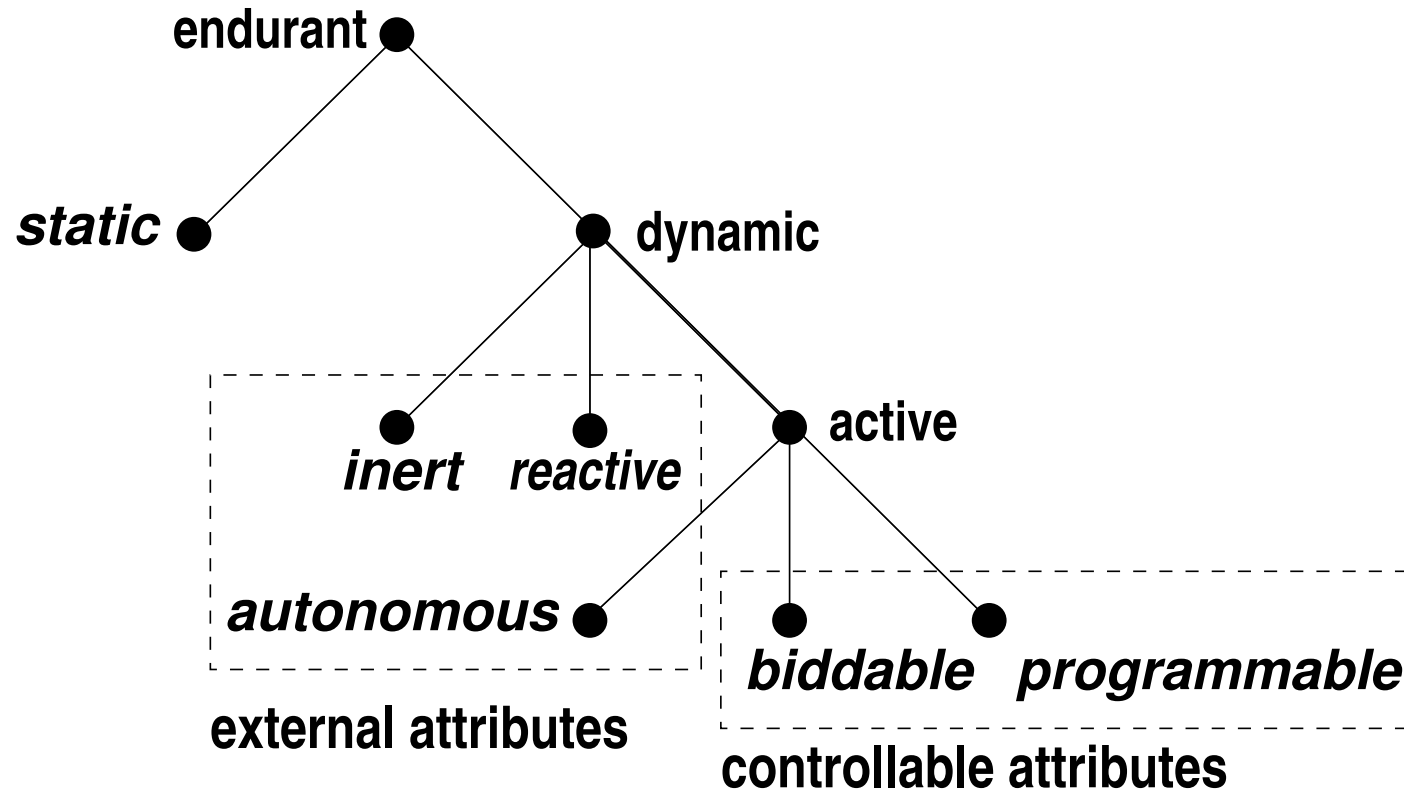 endurant
static
dynamic
active
inert reactive
autonomous
biddable programmable
external attributes
controllable attributes